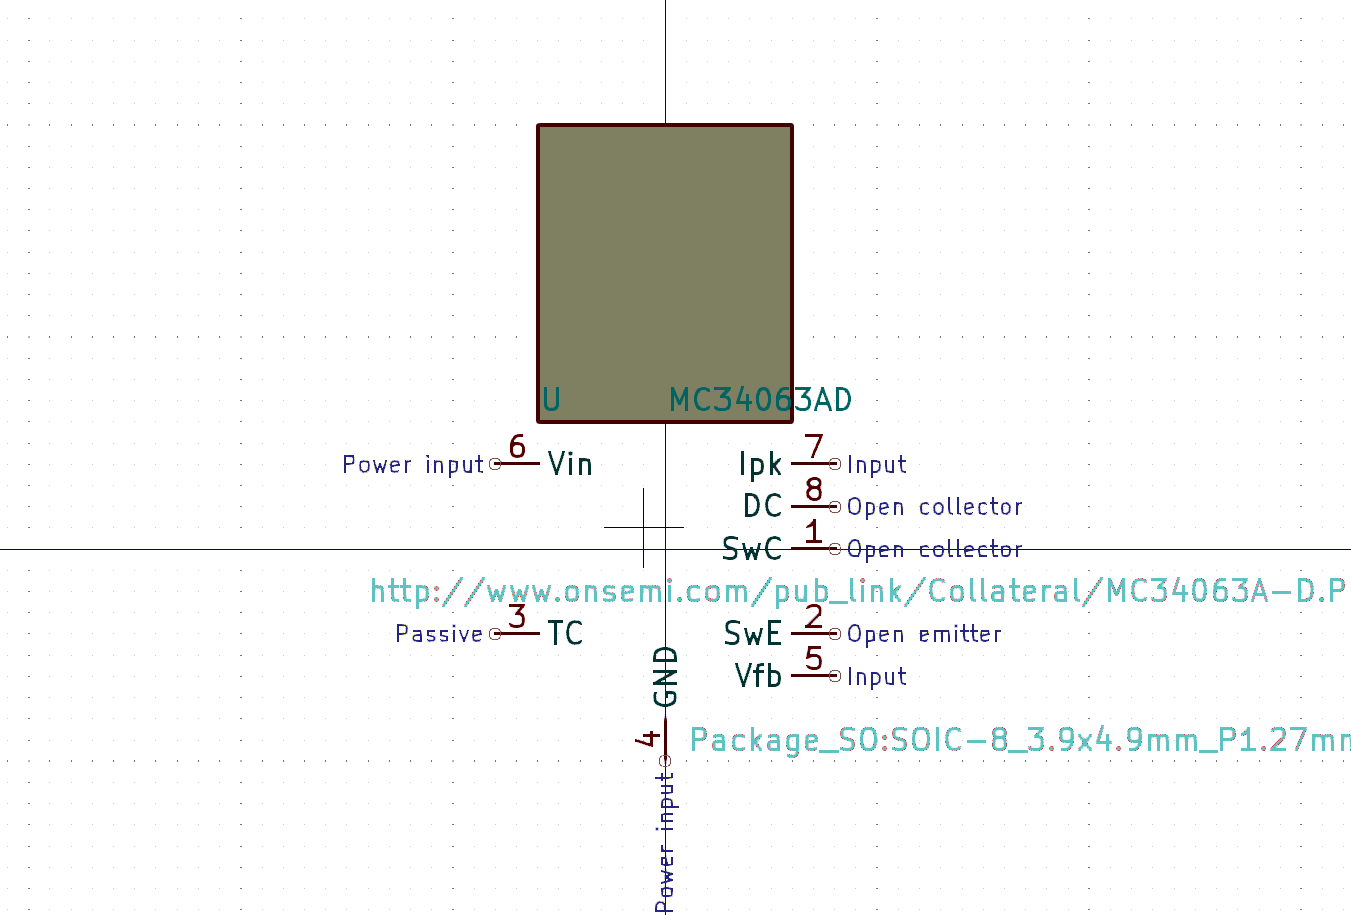 U MC34063AD
6 7
Power input Vin Ipk Input
8
DC Open collector
1
SwC Open collector
http://www.onsemi.com/pub_link/Collateral/MC34063A-D.P
3 2
Passive TC SwE Open emitter
5
GND Vfb Input
4 Package_SO:SOIC-8_3.9x4.9mm_P1.27mm
Power input